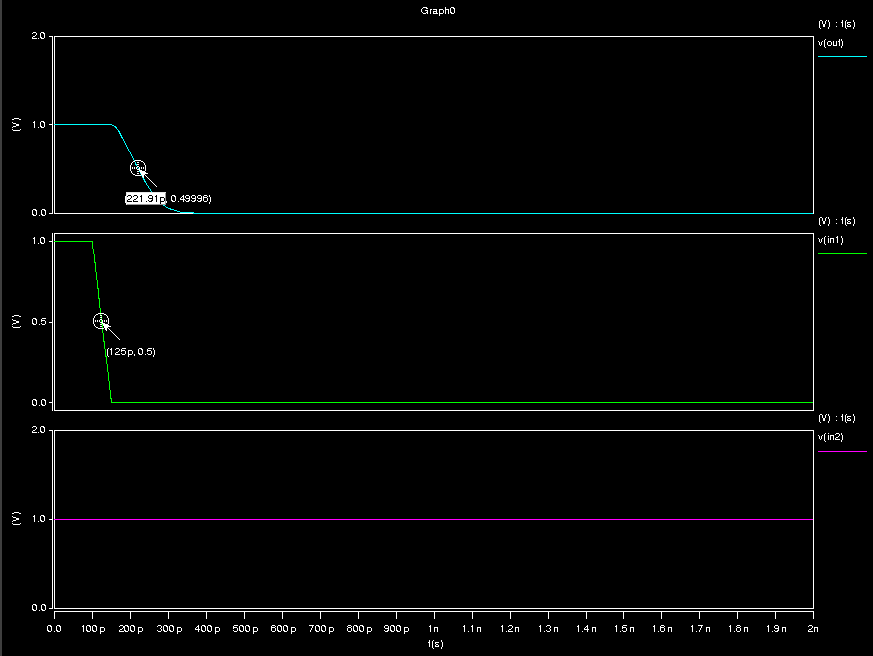 Graph0
(V) : t(s)
v(out)
2.0
(V)
1.0
(221.91p, 0.49996)
0.0
(V) : t(s)
v(in1)
1.0
(V)
0.5
(125p, 0.5)
0.0
(V) : t(s)
v(in2)
2.0
(V)
1.0
0.0
0.0 100p 200p 300p 400p 500p 600p 700p 800p 900p 1n 1.1n 1.2n 1.3n 1.4n 1.5n 1.6n 1.7n 1.8n 1.9n 2n
t(s)